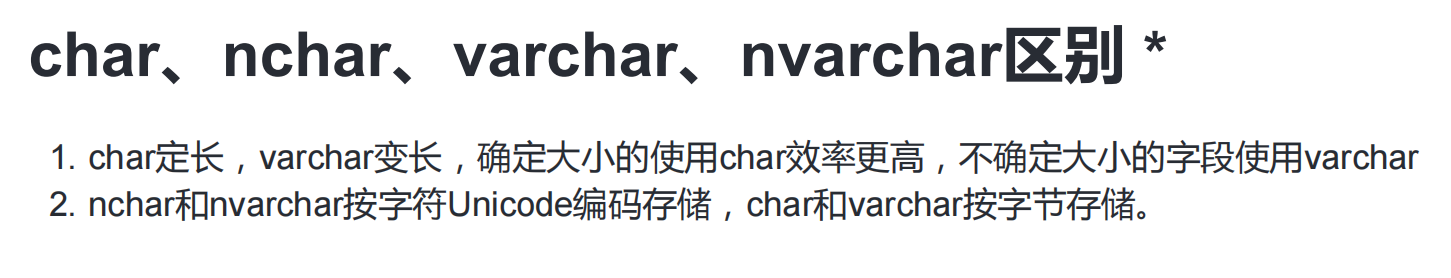 char、nchar、varchar、nvarchar区别 *
1. char定长，varchar变长，确定大小的使用char效率更高，不确定大小的字段使用varchar
2. nchar和nvarchar按字符Unicode编码存储，char和varchar按字节存储。